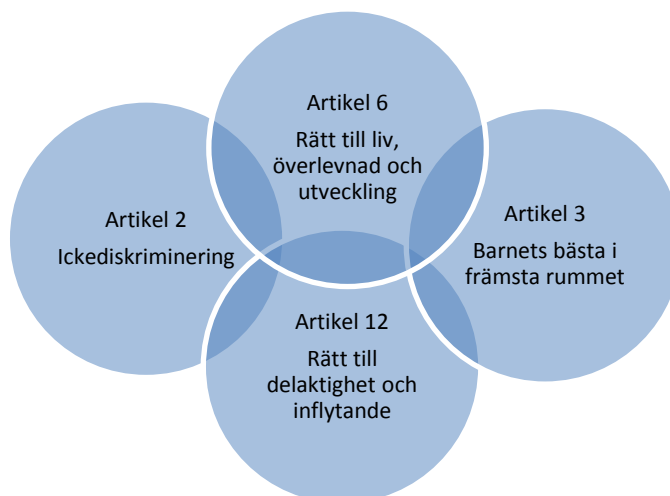 Artikel 6
Rätt till liv,
överlevnad och
utveckling
Artikel 2
Ickediskriminering
Artikel 3
Barnets bästa i
främsta rummet
Artikel 12
Rätt till
delaktighet och
inflytande